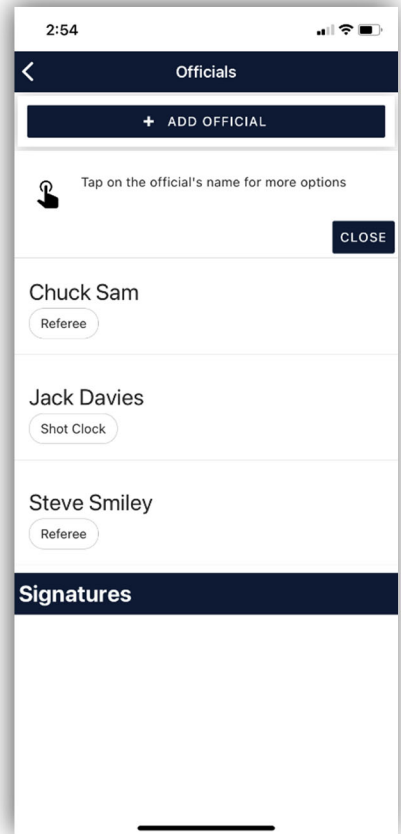 2:54
Officials
+ ADD OFFICIAL
Tap on the official's name for more options
CLOSE
Chuck Sam
Referee
Jack Davies
Shot Clock
Steve Smiley
Referee
Signatures